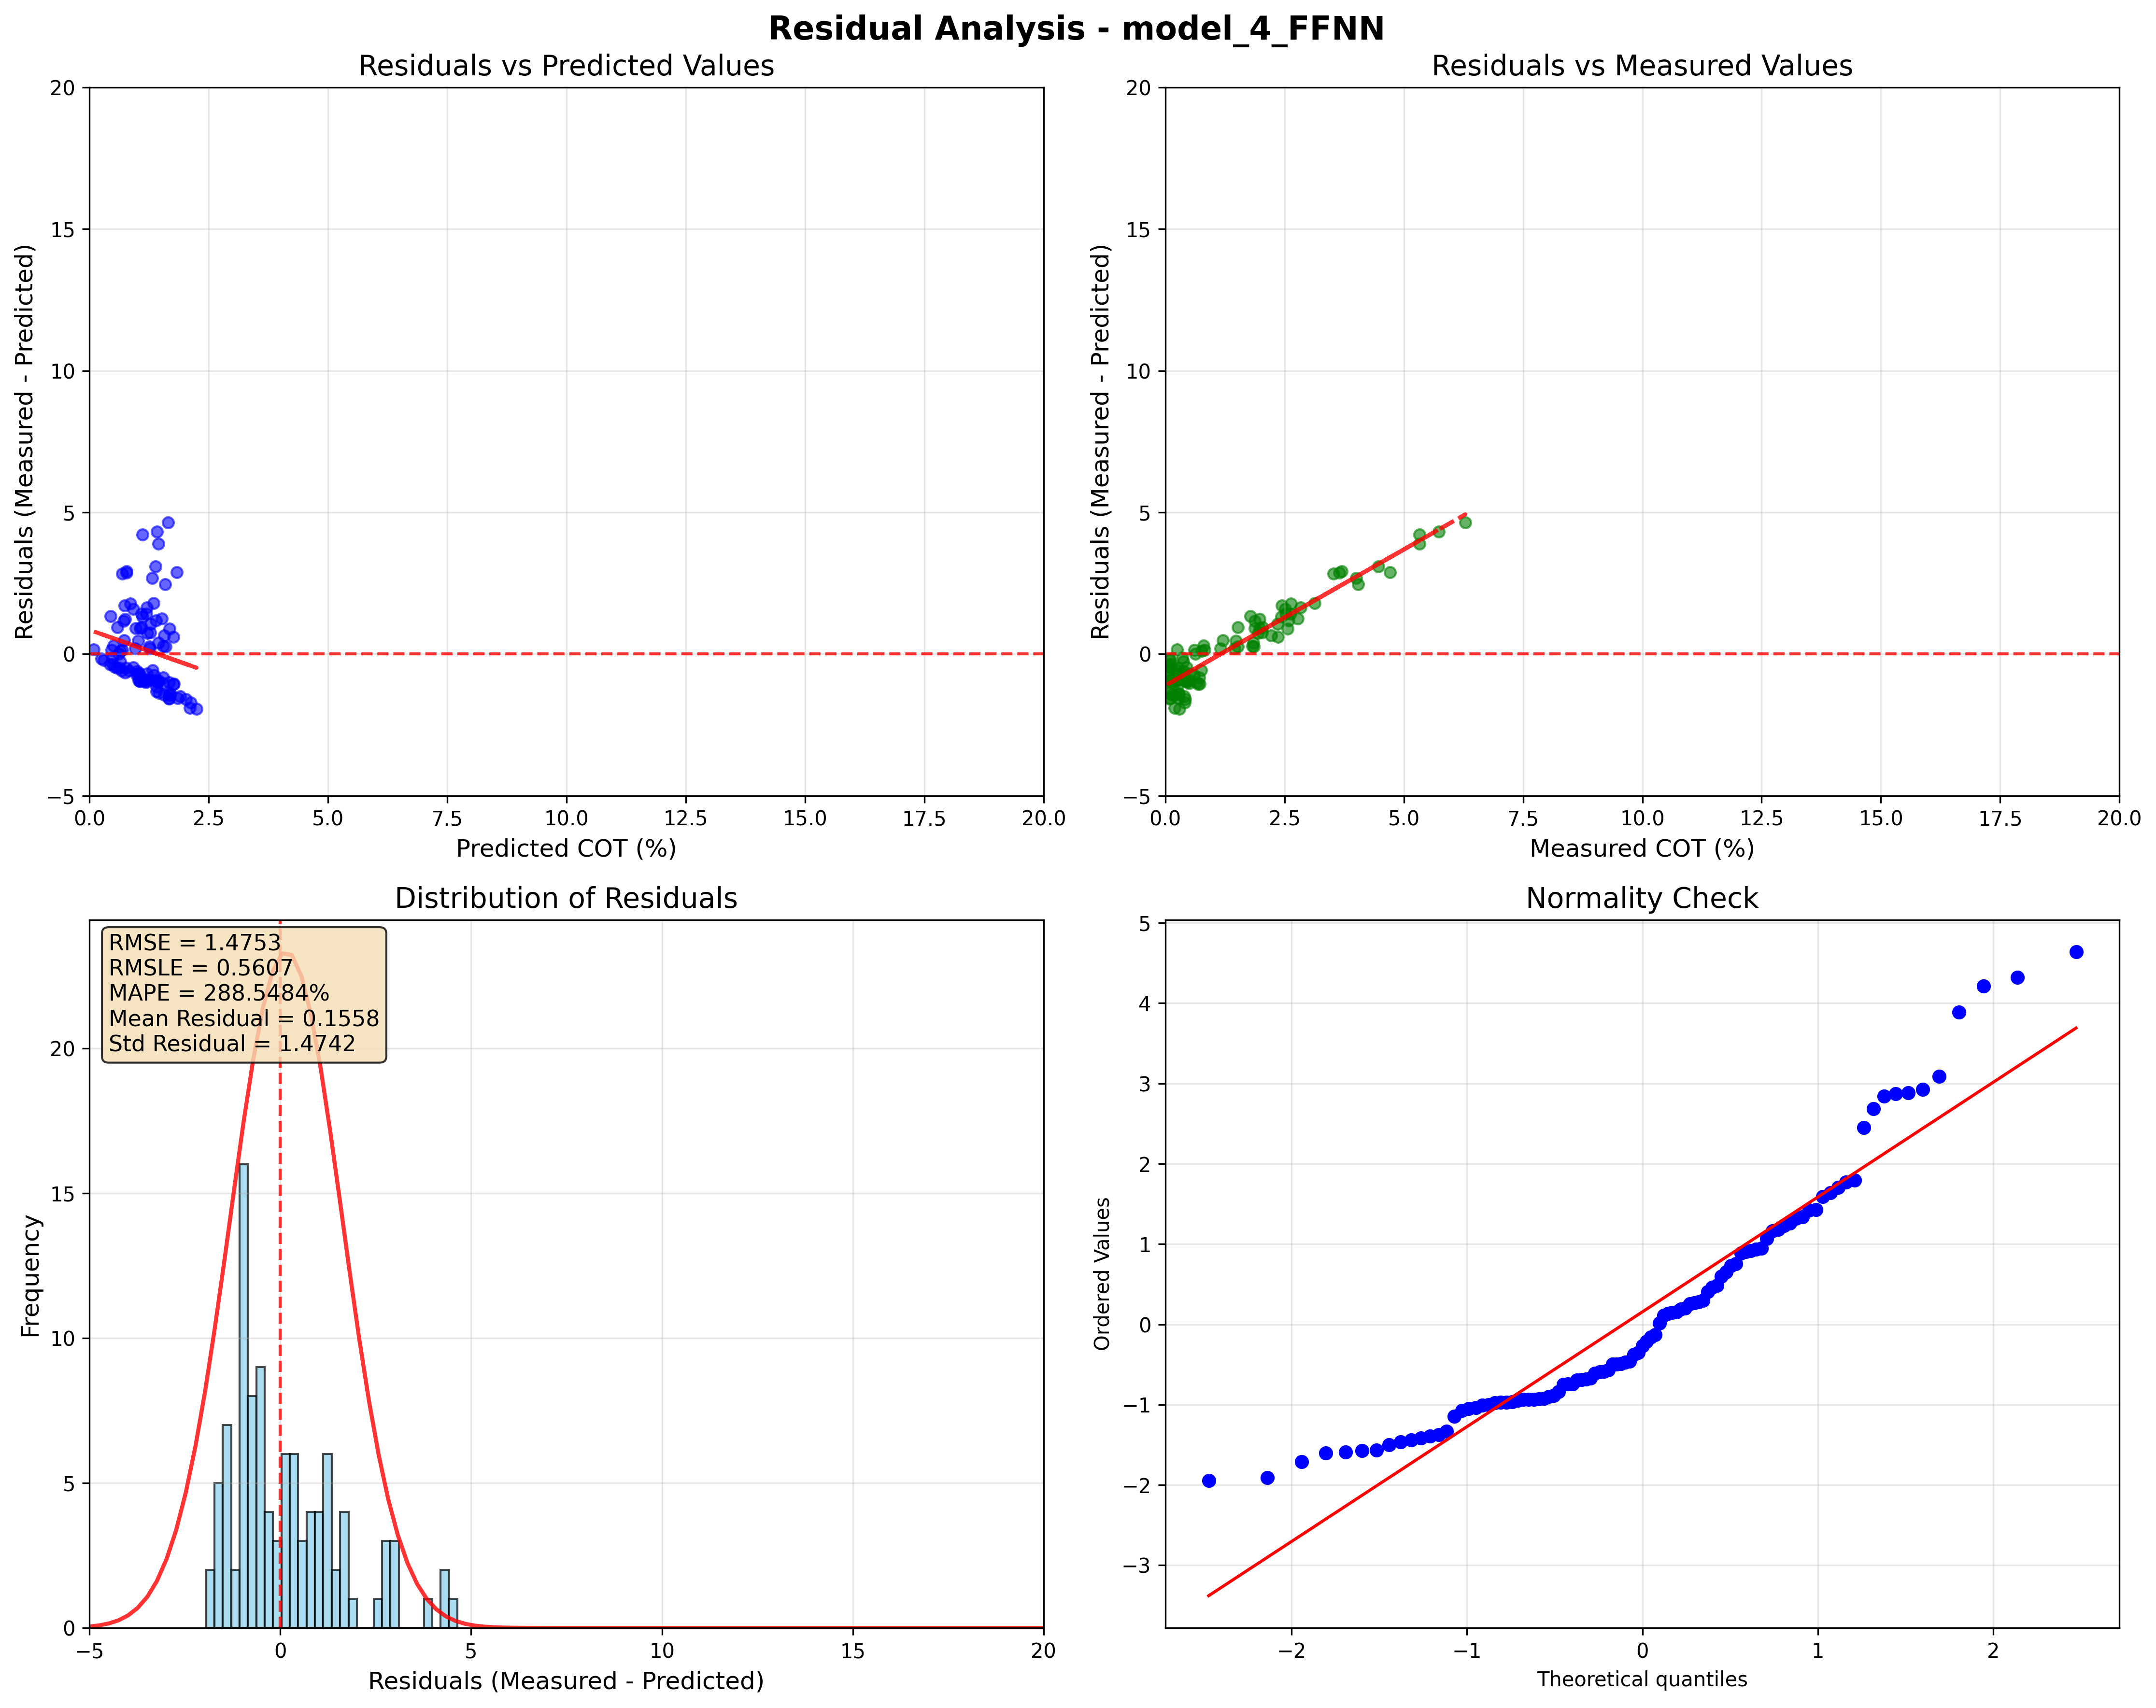 Residual Analysis - model_4_FFNN
Residuals vs Predicted Values
Residuals (Measured - Predicted)
20
15
10
5
0
−5
0.0 2.5 5.0 7.5 10.0 12.5 15.0 17.5 20.0
Predicted COT (%)
Residuals vs Measured Values
Residuals (Measured - Predicted)
20
15
10
5
0
−5
0.0 2.5 5.0 7.5 10.0 12.5 15.0 17.5 20.0
Measured COT (%)
Distribution of Residuals
RMSE = 1.4753
RMSLE = 0.5607
MAPE = 288.5484%
Mean Residual = 0.1558
Std Residual = 1.4742
Frequency
20
15
10
5
0
−5 0 5 10 15 20
Residuals (Measured - Predicted)
Normality Check
Ordered Values
5
4
3
2
1
0
−1
−2
−3
−2 −1 0 1 2
Theoretical quantiles